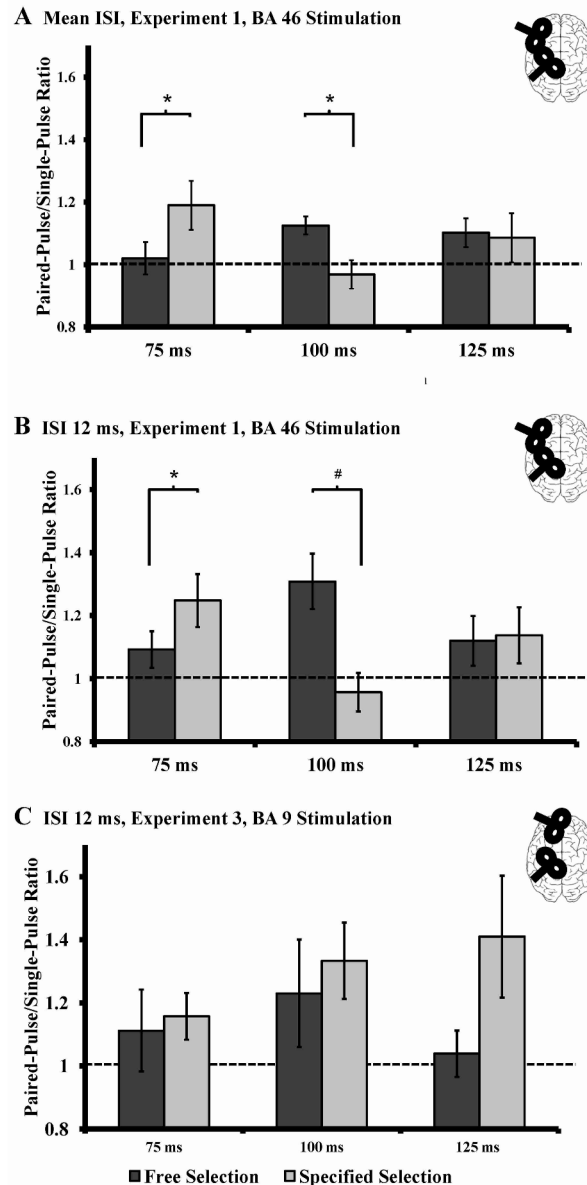 A Mean ISI, Experiment 1, BA 46 Stimulation
Paired-Pulse/Single-Pulse Ratio
1.6
1.4
1.2
1
0.8
*
*
75 ms
100 ms
125 ms
B ISI 12 ms, Experiment 1, BA 46 Stimulation
Paired-Pulse/Single-Pulse Ratio
1.6
1.4
1.2
1
0.8
*
#
75 ms
100 ms
125 ms
C ISI 12 ms, Experiment 3, BA 9 Stimulation
Paired-Pulse/Single-Pulse Ratio
1.6
1.4
1.2
1
0.8
75 ms
100 ms
125 ms
Free Selection
Specified Selection